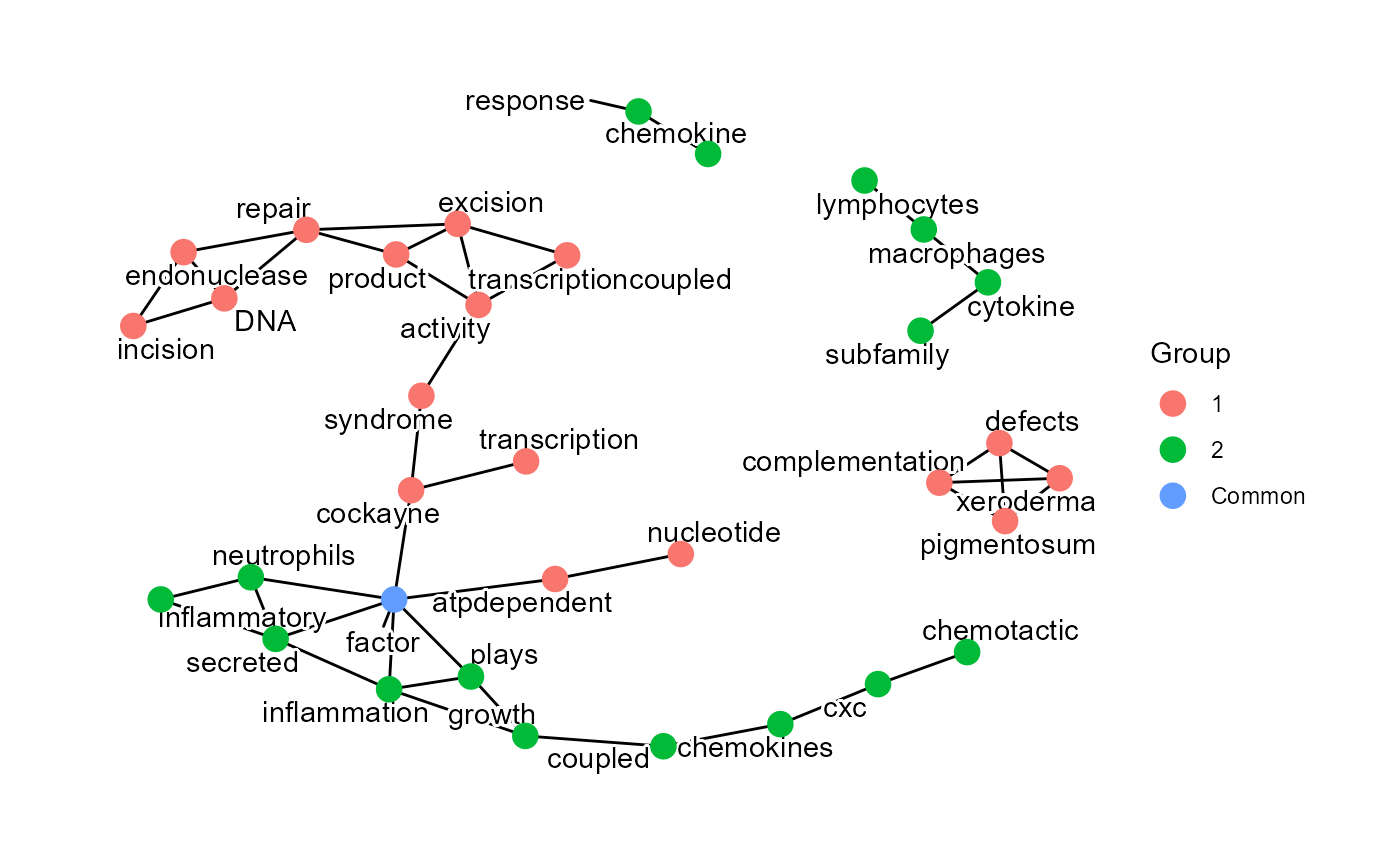 response
chemokine
lymphocytes
macrophages
cytokine
subfamily
repair
excision
endonuclease
product
transcriptioncoupled
DNA
activity
incision
syndrome
transcription
cockayne
defects
complementation
xeroderma
pigmentosum
nucleotide
neutrophils
atpdependent
inflammatory
factor
secreted
plays
inflammation
growth
coupled
chemokines
cxc
chemotactic
Group
1
2
Common